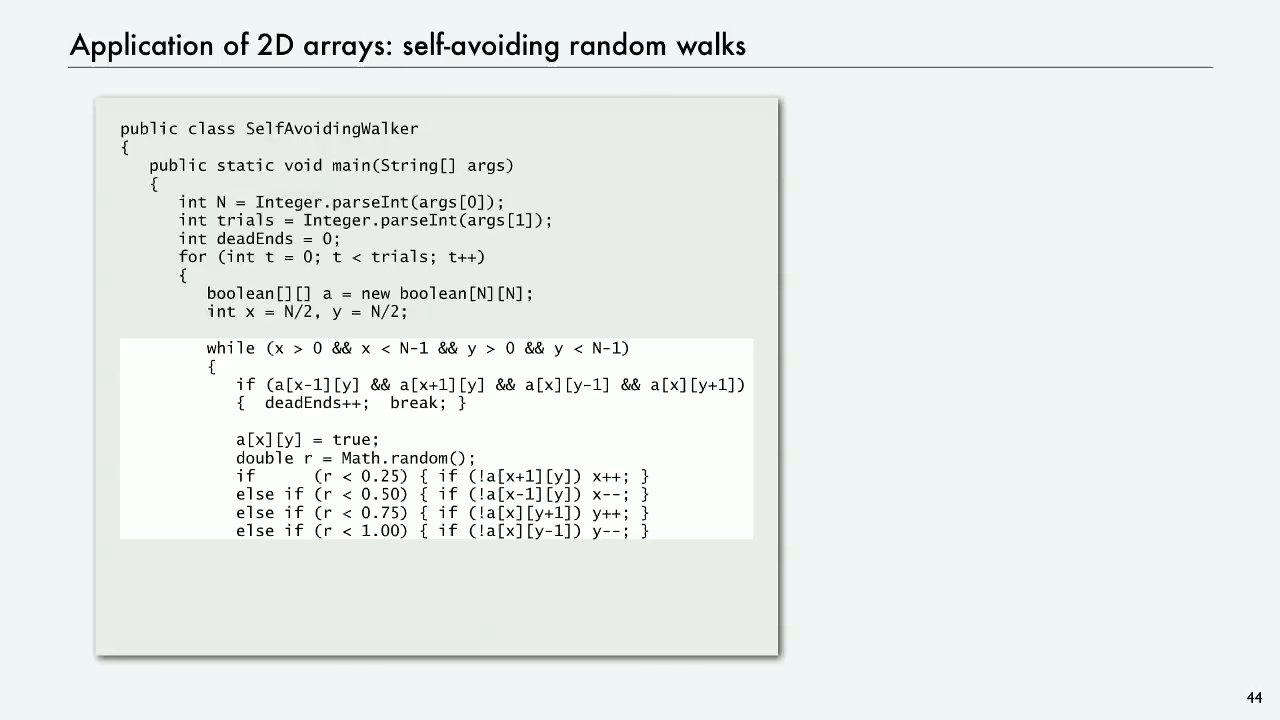 Application of 2D arrays: self-avoiding random walks
public class SelfAvoidingWalker
{
   public static void main(String[] args)
   {
      int N = Integer.parseInt(args[0]);
      int trials = Integer.parseInt(args[1]);
      int deadEnds = 0;
      for (int t = 0; t < trials; t++)
      {
         boolean[][] a = new boolean[N][N];
         int x = N/2, y = N/2;
         while (x > 0 && x < N-1 && y > 0 && y < N-1)
         {
            if (a[x-1][y] && a[x+1][y] && a[x][y-1] && a[x][y+1])
            {  deadEnds++;  break; }
            a[x][y] = true;
            double r = Math.random();
            if      (r < 0.25) { if (!a[x+1][y]) x++; }
            else if (r < 0.50) { if (!a[x-1][y]) x--; }
            else if (r < 0.75) { if (!a[x][y+1]) y++; }
            else if (r < 1.00) { if (!a[x][y-1]) y--; }
44